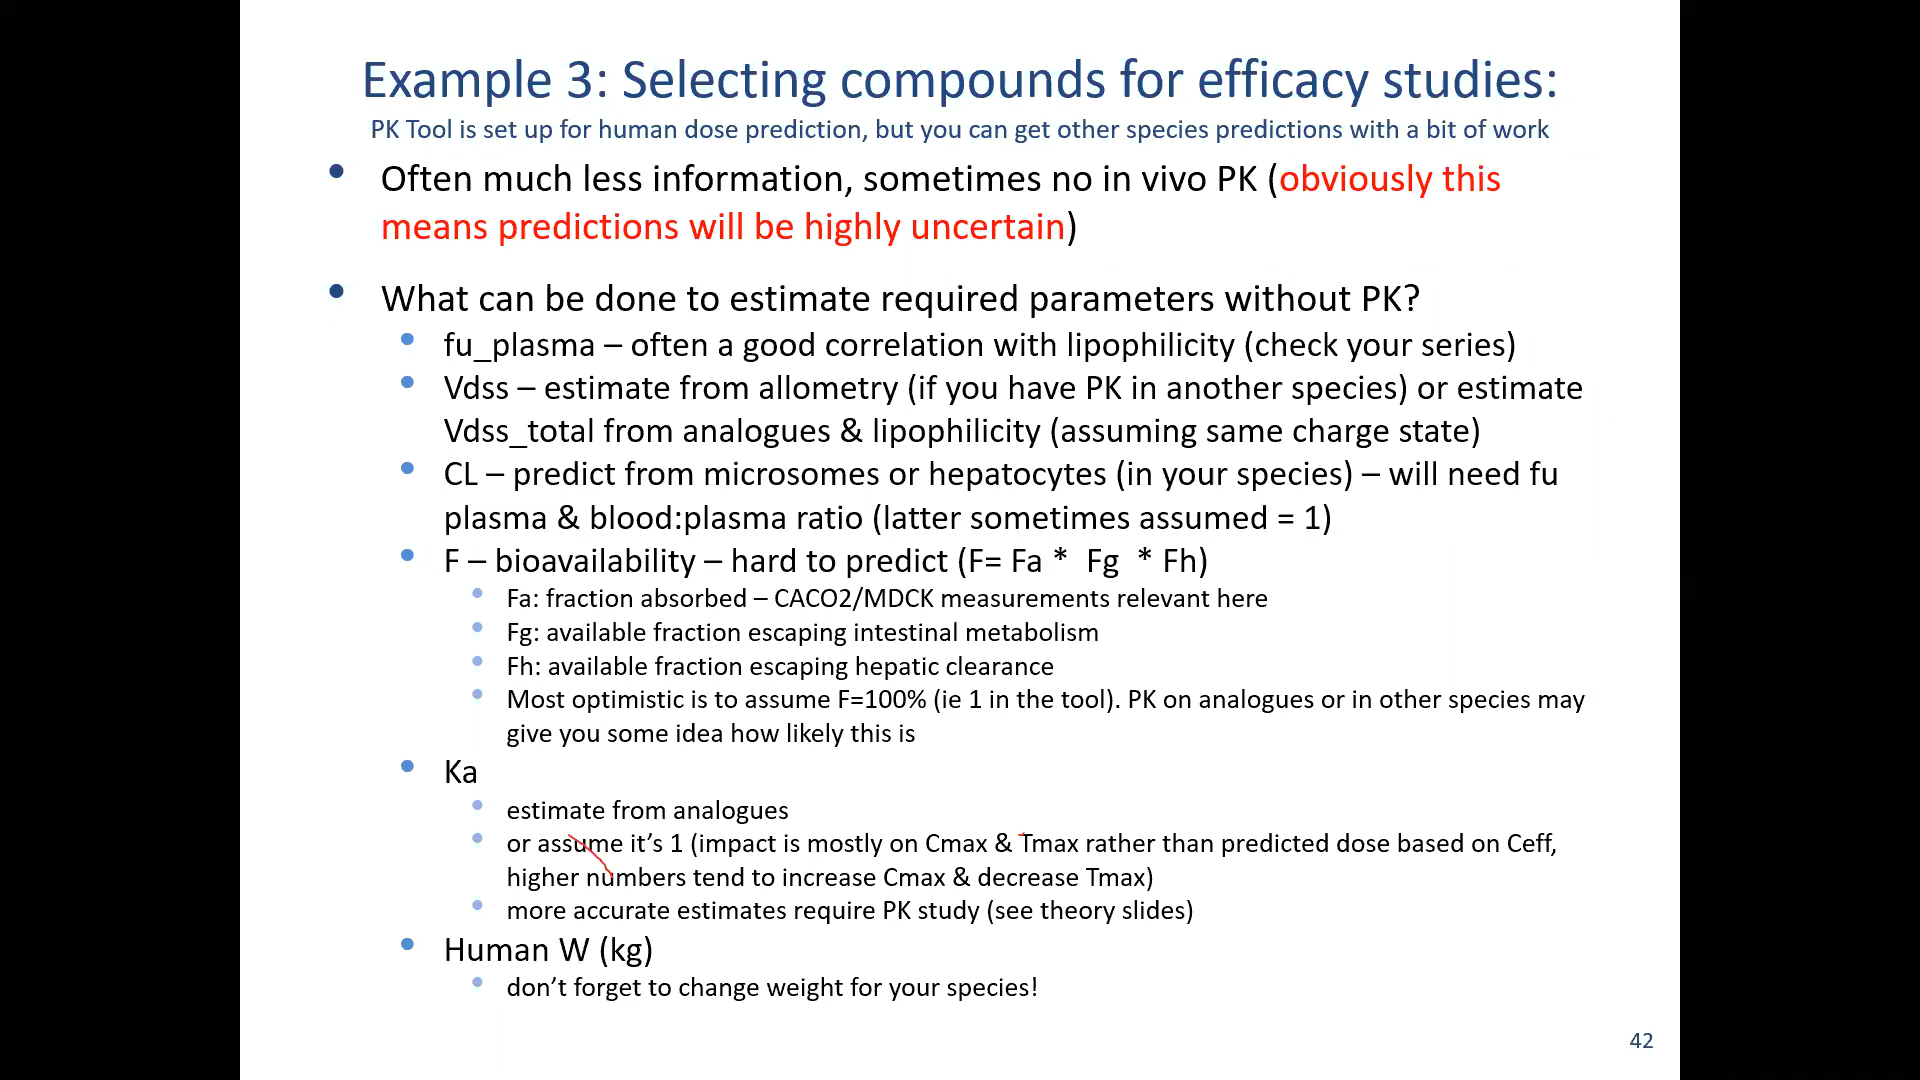 Example 3: Selecting compounds for efficacy studies:
PK Tool is set up for human dose prediction, but you can get other species predictions with a bit of work
• Often much less information, sometimes no in vivo PK (obviously this
means predictions will be highly uncertain)
• What can be done to estimate required parameters without PK?
• fu_plasma – often a good correlation with lipophilicity (check your series)
• Vdss – estimate from allometry (if you have PK in another species) or estimate
Vdss_total from analogues & lipophilicity (assuming same charge state)
• CL – predict from microsomes or hepatocytes (in your species) – will need fu
plasma & blood:plasma ratio (latter sometimes assumed = 1)
• F – bioavailability – hard to predict (F= Fa * Fg * Fh)
• Fa: fraction absorbed – CACO2/MDCK measurements relevant here
• Fg: available fraction escaping intestinal metabolism
• Fh: available fraction escaping hepatic clearance
• Most optimistic is to assume F=100% (ie 1 in the tool). PK on analogues or in other species may
give you some idea how likely this is
• Ka
• estimate from analogues
• or assume it’s 1 (impact is mostly on Cmax & Tmax rather than predicted dose based on Ceff,
higher numbers tend to increase Cmax & decrease Tmax)
• more accurate estimates require PK study (see theory slides)
• Human W (kg)
• don’t forget to change weight for your species!
42